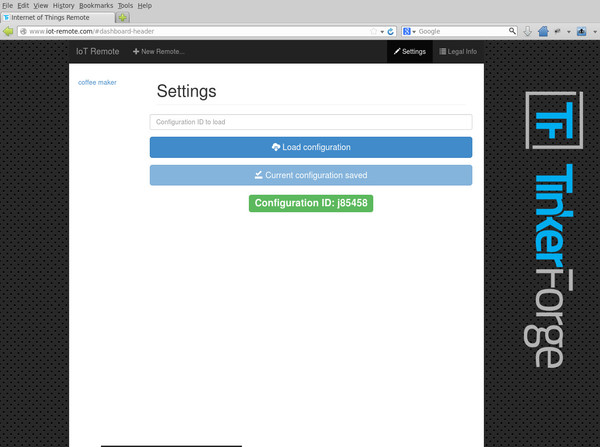 File Edit View History Bookmarks Tools Help
Internet of Things Remote
www.iot-remote.com/#dashboard-header
Google
IoT Remote
New Remote...
Settings
Legal Info
coffee maker
Settings
Configuration ID to load
Load configuration
Current configuration saved
Configuration ID: j85458
TF
TinkerForge